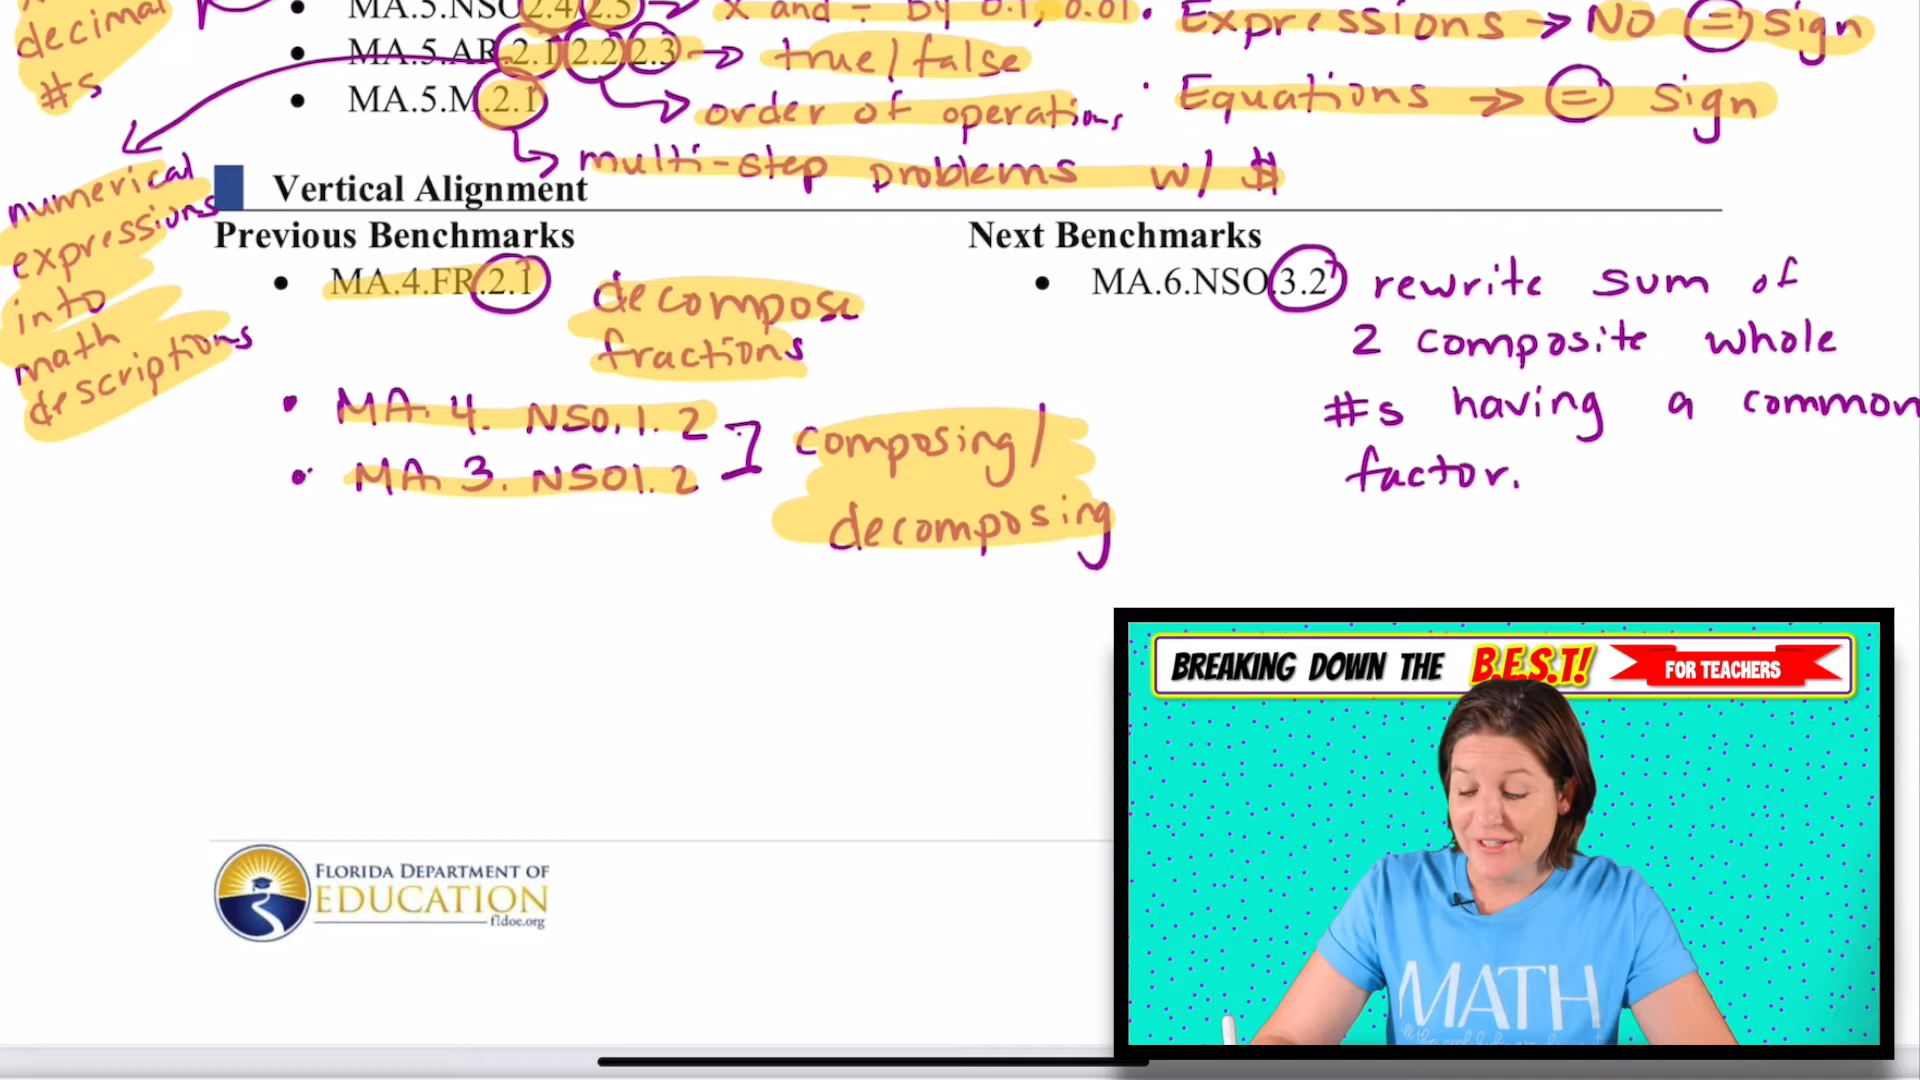 decimal
#s
MA.5.NSO.2.4/2.5 → x and ÷ by 0.1, 0.01
MA.5.AR.2.1, 2.2, 2.3 → true/false
MA.5.M.2.1
order of operations
multi-step problems w/ $
Expressions → NO = sign
Equations → = sign
numerical
expressions
into
math
descriptions
Vertical Alignment
Previous Benchmarks
MA.4.FR.2.1
decompose
fractions
MA. 4. NSO.1.2
MA. 3. NSO1.2
composing/
decomposing
Next Benchmarks
MA.6.NSO.3.2
rewrite sum of
2 composite whole
#s having a common
factor.
FLORIDA DEPARTMENT OF
EDUCATION
fldoe.org
BREAKING DOWN THE B.E.S.T! FOR TEACHERS
MATH